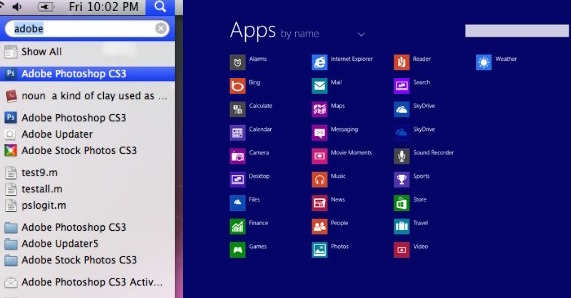 Fri 10:02 PM
adobe
Show All
Ps Adobe Photoshop CS3
noun a kind of clay used as ...
Ps Adobe Photoshop CS3
Adobe Updater
Adobe Stock Photos CS3
test9.m
testall.m
pslogit.m
Adobe Photoshop CS3
Adobe Updater5
Adobe Stock Photos CS3
Adobe Photoshop CS3 Activ...
Apps by name
Alarms
Bing
Calculate
Calendar
Camera
Desktop
Files
Finance
Games
Internet Explorer
Mail
Maps
Messaging
Movie Moments
Music
News
People
Photos
Reader
Search
SkyDrive
SkyDrive
Sound Recorder
Sports
Store
Travel
Video
Weather